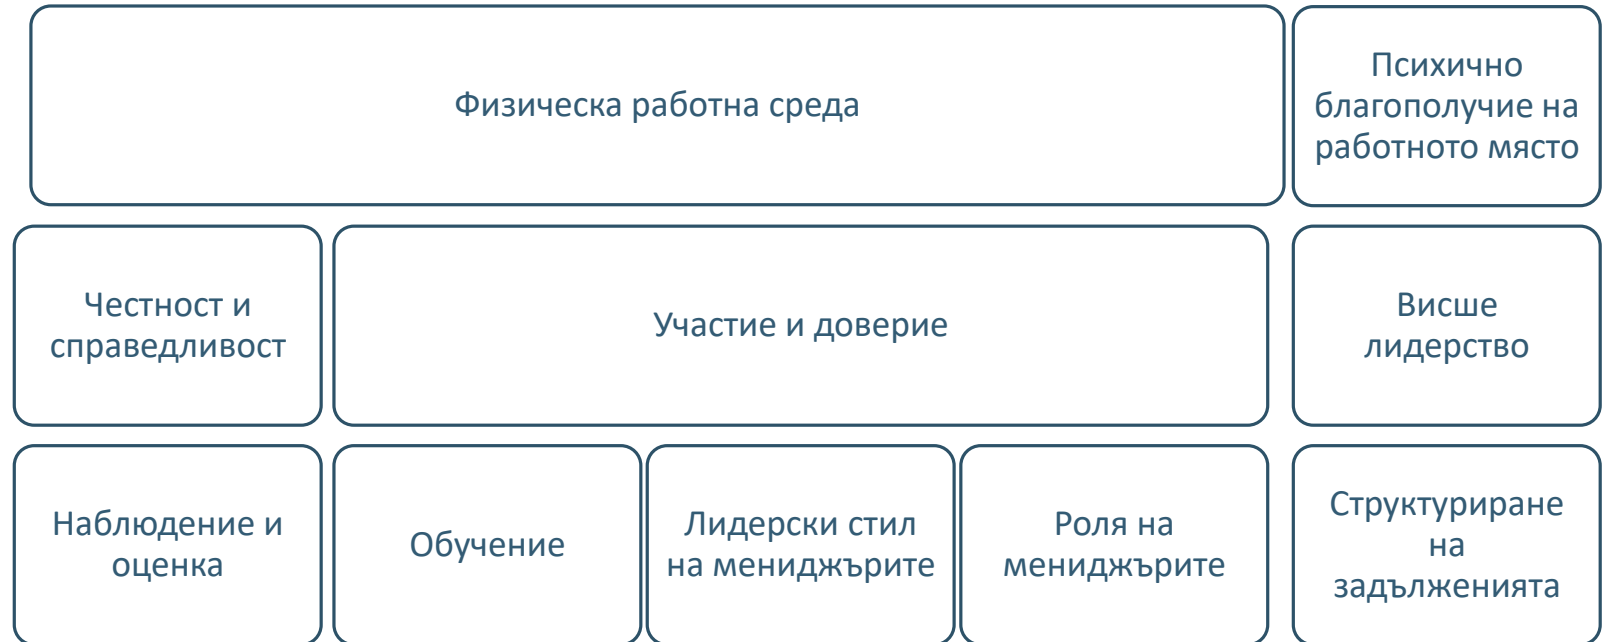 Физическа работна среда
Психично
благополучие на
работното място
Честност и
справедливост
Участие и доверие
Висше
лидерство
Наблюдение и
оценка
Обучение
Лидерски стил
на мениджърите
Роля на
мениджърите
Структуриране
на
задълженията